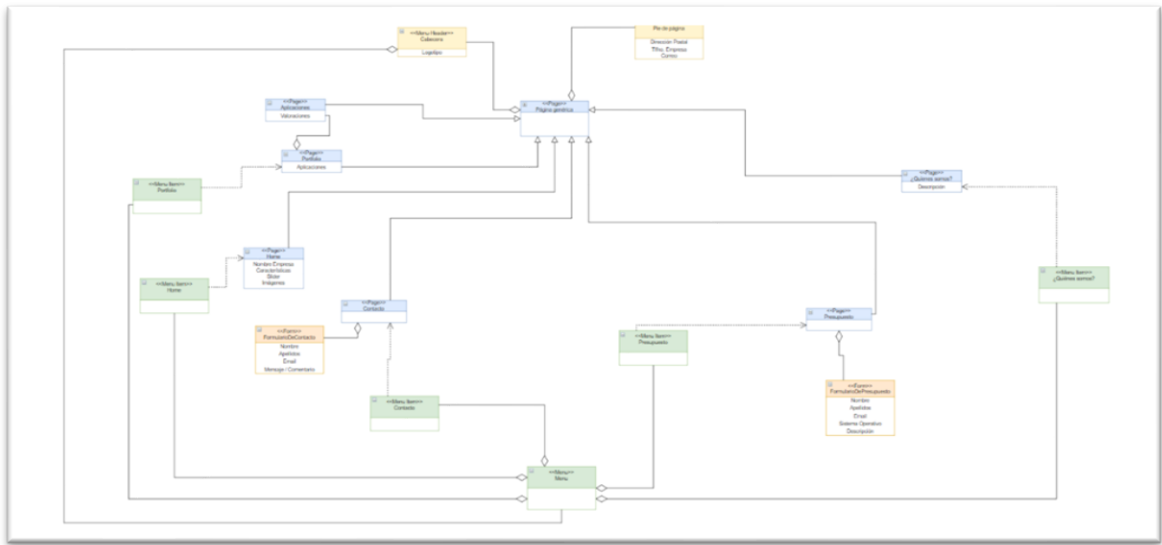 <<Menu Header>>
Cabecera
Logotipo
Pie de página
Dirección Postal
Tlfno. Empresa
Correo
<<Page>>
Aplicaciones
Valoraciones
<<Page>>
Página genérica
<<Page>>
Portfolio
Aplicaciones
<<Page>>
¿Quiénes somos?
Descripción
<<Menu Item>>
Portfolio
<<Page>>
Home
Nombre Empresa
Características
Slider
Imágenes
<<Menu Item>>
¿Quiénes somos?
<<Menu Item>>
Home
<<Page>>
Contacto
<<Page>>
Presupuesto
<<Form>>
FormularioDeContacto
Nombre
Apellidos
Email
Mensaje / Comentario
<<Menu Item>>
Presupuesto
<<Form>>
FormularioDePresupuesto
Nombre
Apellidos
Email
Sistema Operativo
Descripción
<<Menu Item>>
Contacto
<<Menu>>
Menu